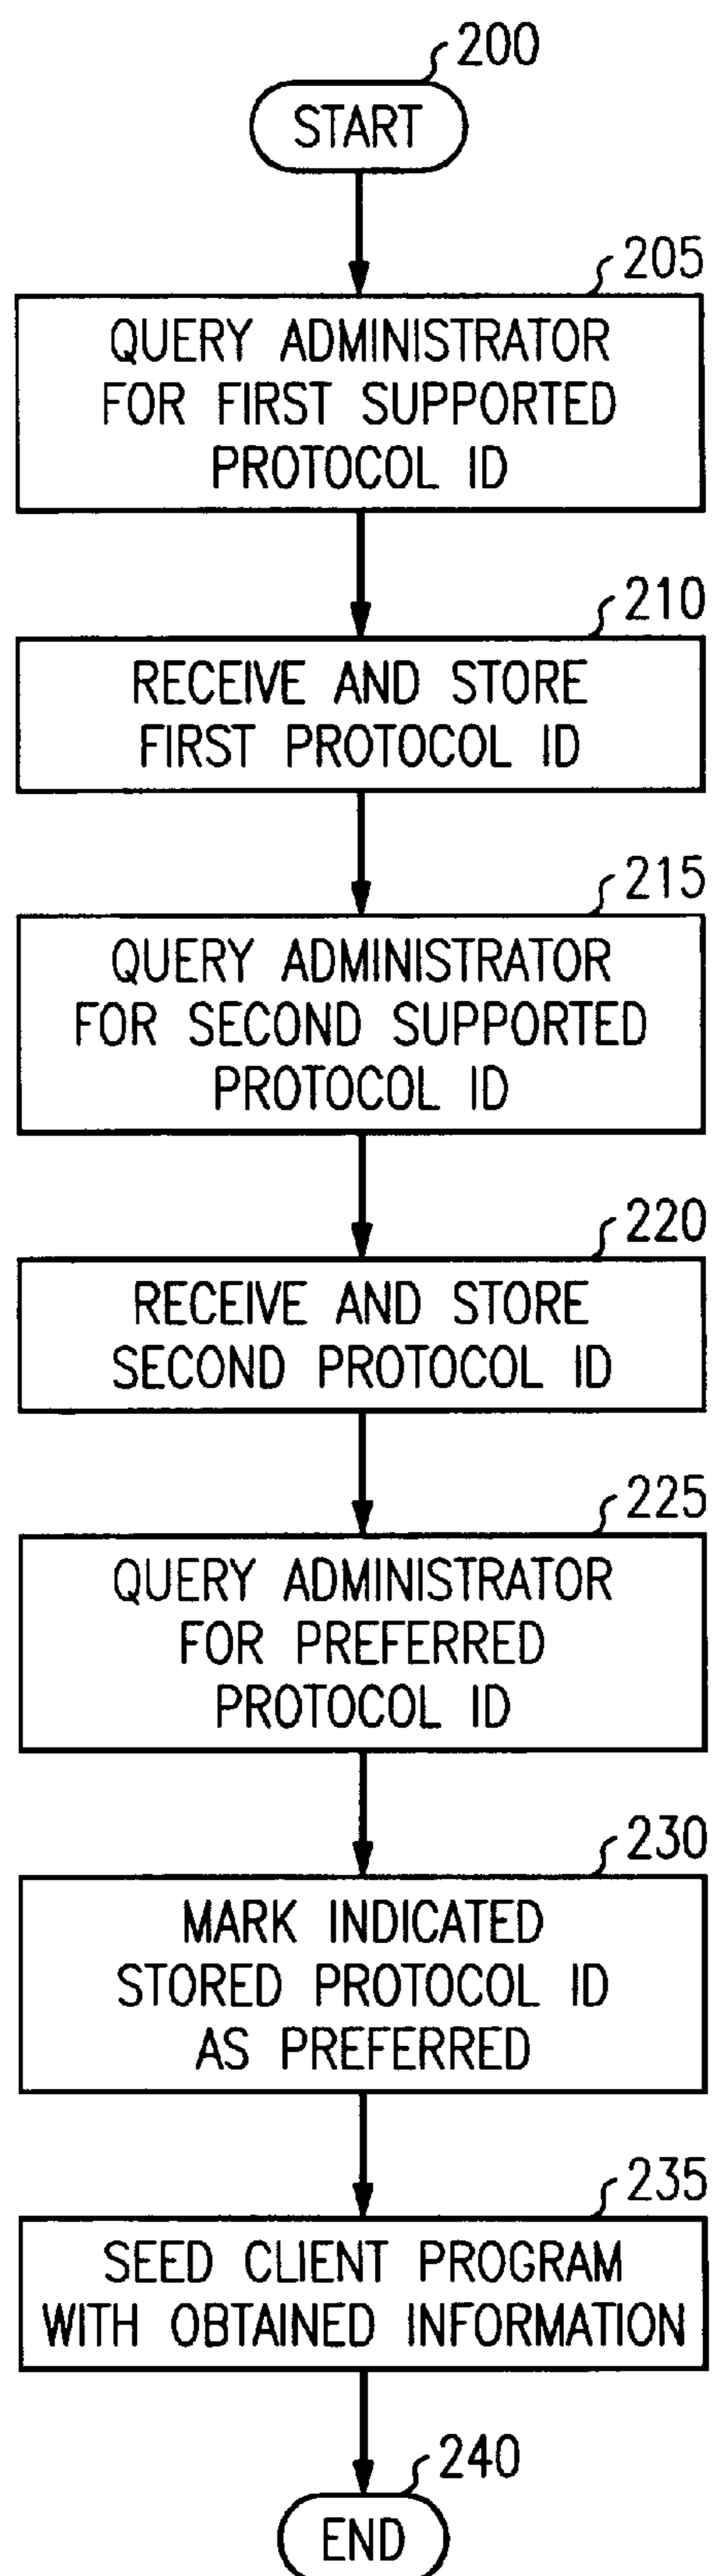 200
START
205
QUERY ADMINISTRATOR
FOR FIRST SUPPORTED
PROTOCOL ID
210
RECEIVE AND STORE
FIRST PROTOCOL ID
215
QUERY ADMINISTRATOR
FOR SECOND SUPPORTED
PROTOCOL ID
220
RECEIVE AND STORE
SECOND PROTOCOL ID
225
QUERY ADMINISTRATOR
FOR PREFERRED
PROTOCOL ID
230
MARK INDICATED
STORED PROTOCOL ID
AS PREFERRED
235
SEED CLIENT PROGRAM
WITH OBTAINED INFORMATION
240
END